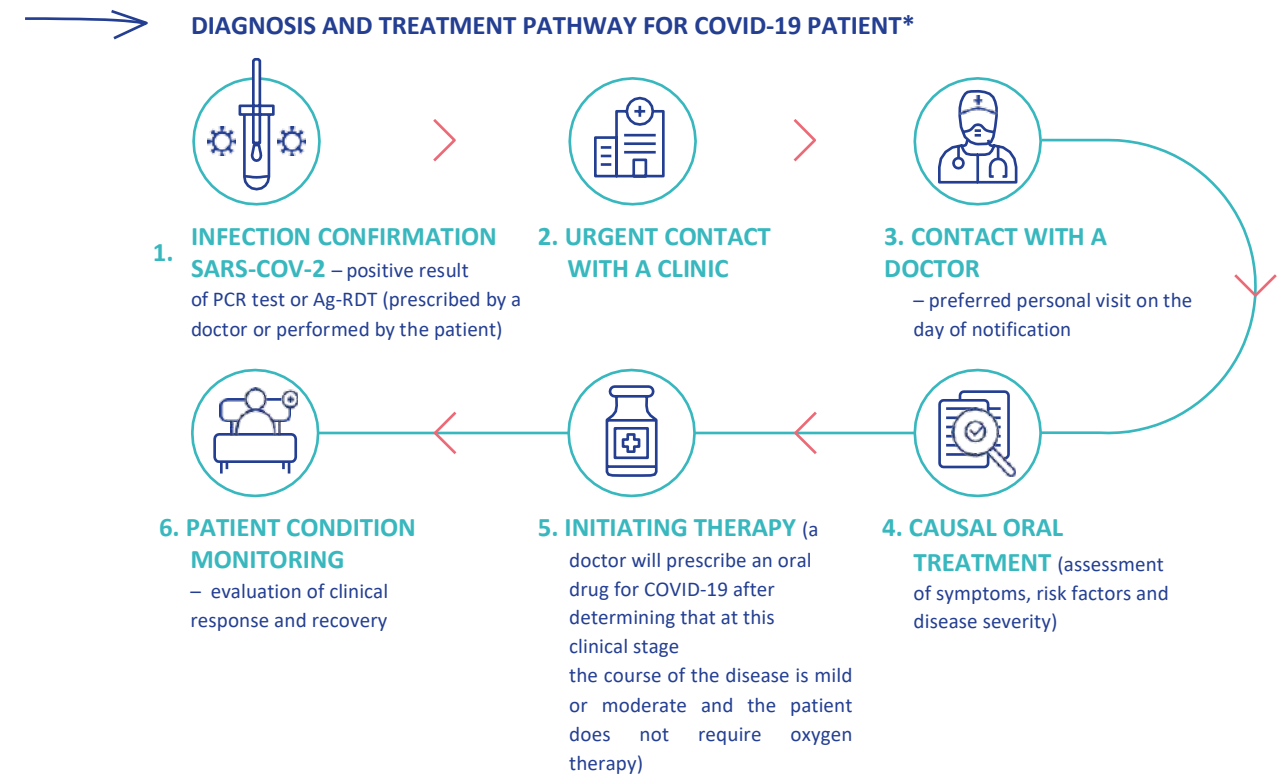 DIAGNOSIS AND TREATMENT PATHWAY FOR COVID-19 PATIENT*
1. INFECTION CONFIRMATION
SARS-COV-2 – positive result
of PCR test or Ag-RDT (prescribed by a
doctor or performed by the patient)
2. URGENT CONTACT
WITH A CLINIC
3. CONTACT WITH A
DOCTOR
– preferred personal visit on the
day of notification
4. CAUSAL ORAL
TREATMENT (assessment
of symptoms, risk factors and
disease severity)
5. INITIATING THERAPY (a
doctor will prescribe an oral
drug for COVID-19 after
determining that at this
clinical stage
the course of the disease is mild
or moderate and the patient
does not require oxygen
therapy)
6. PATIENT CONDITION
MONITORING
– evaluation of clinical
response and recovery